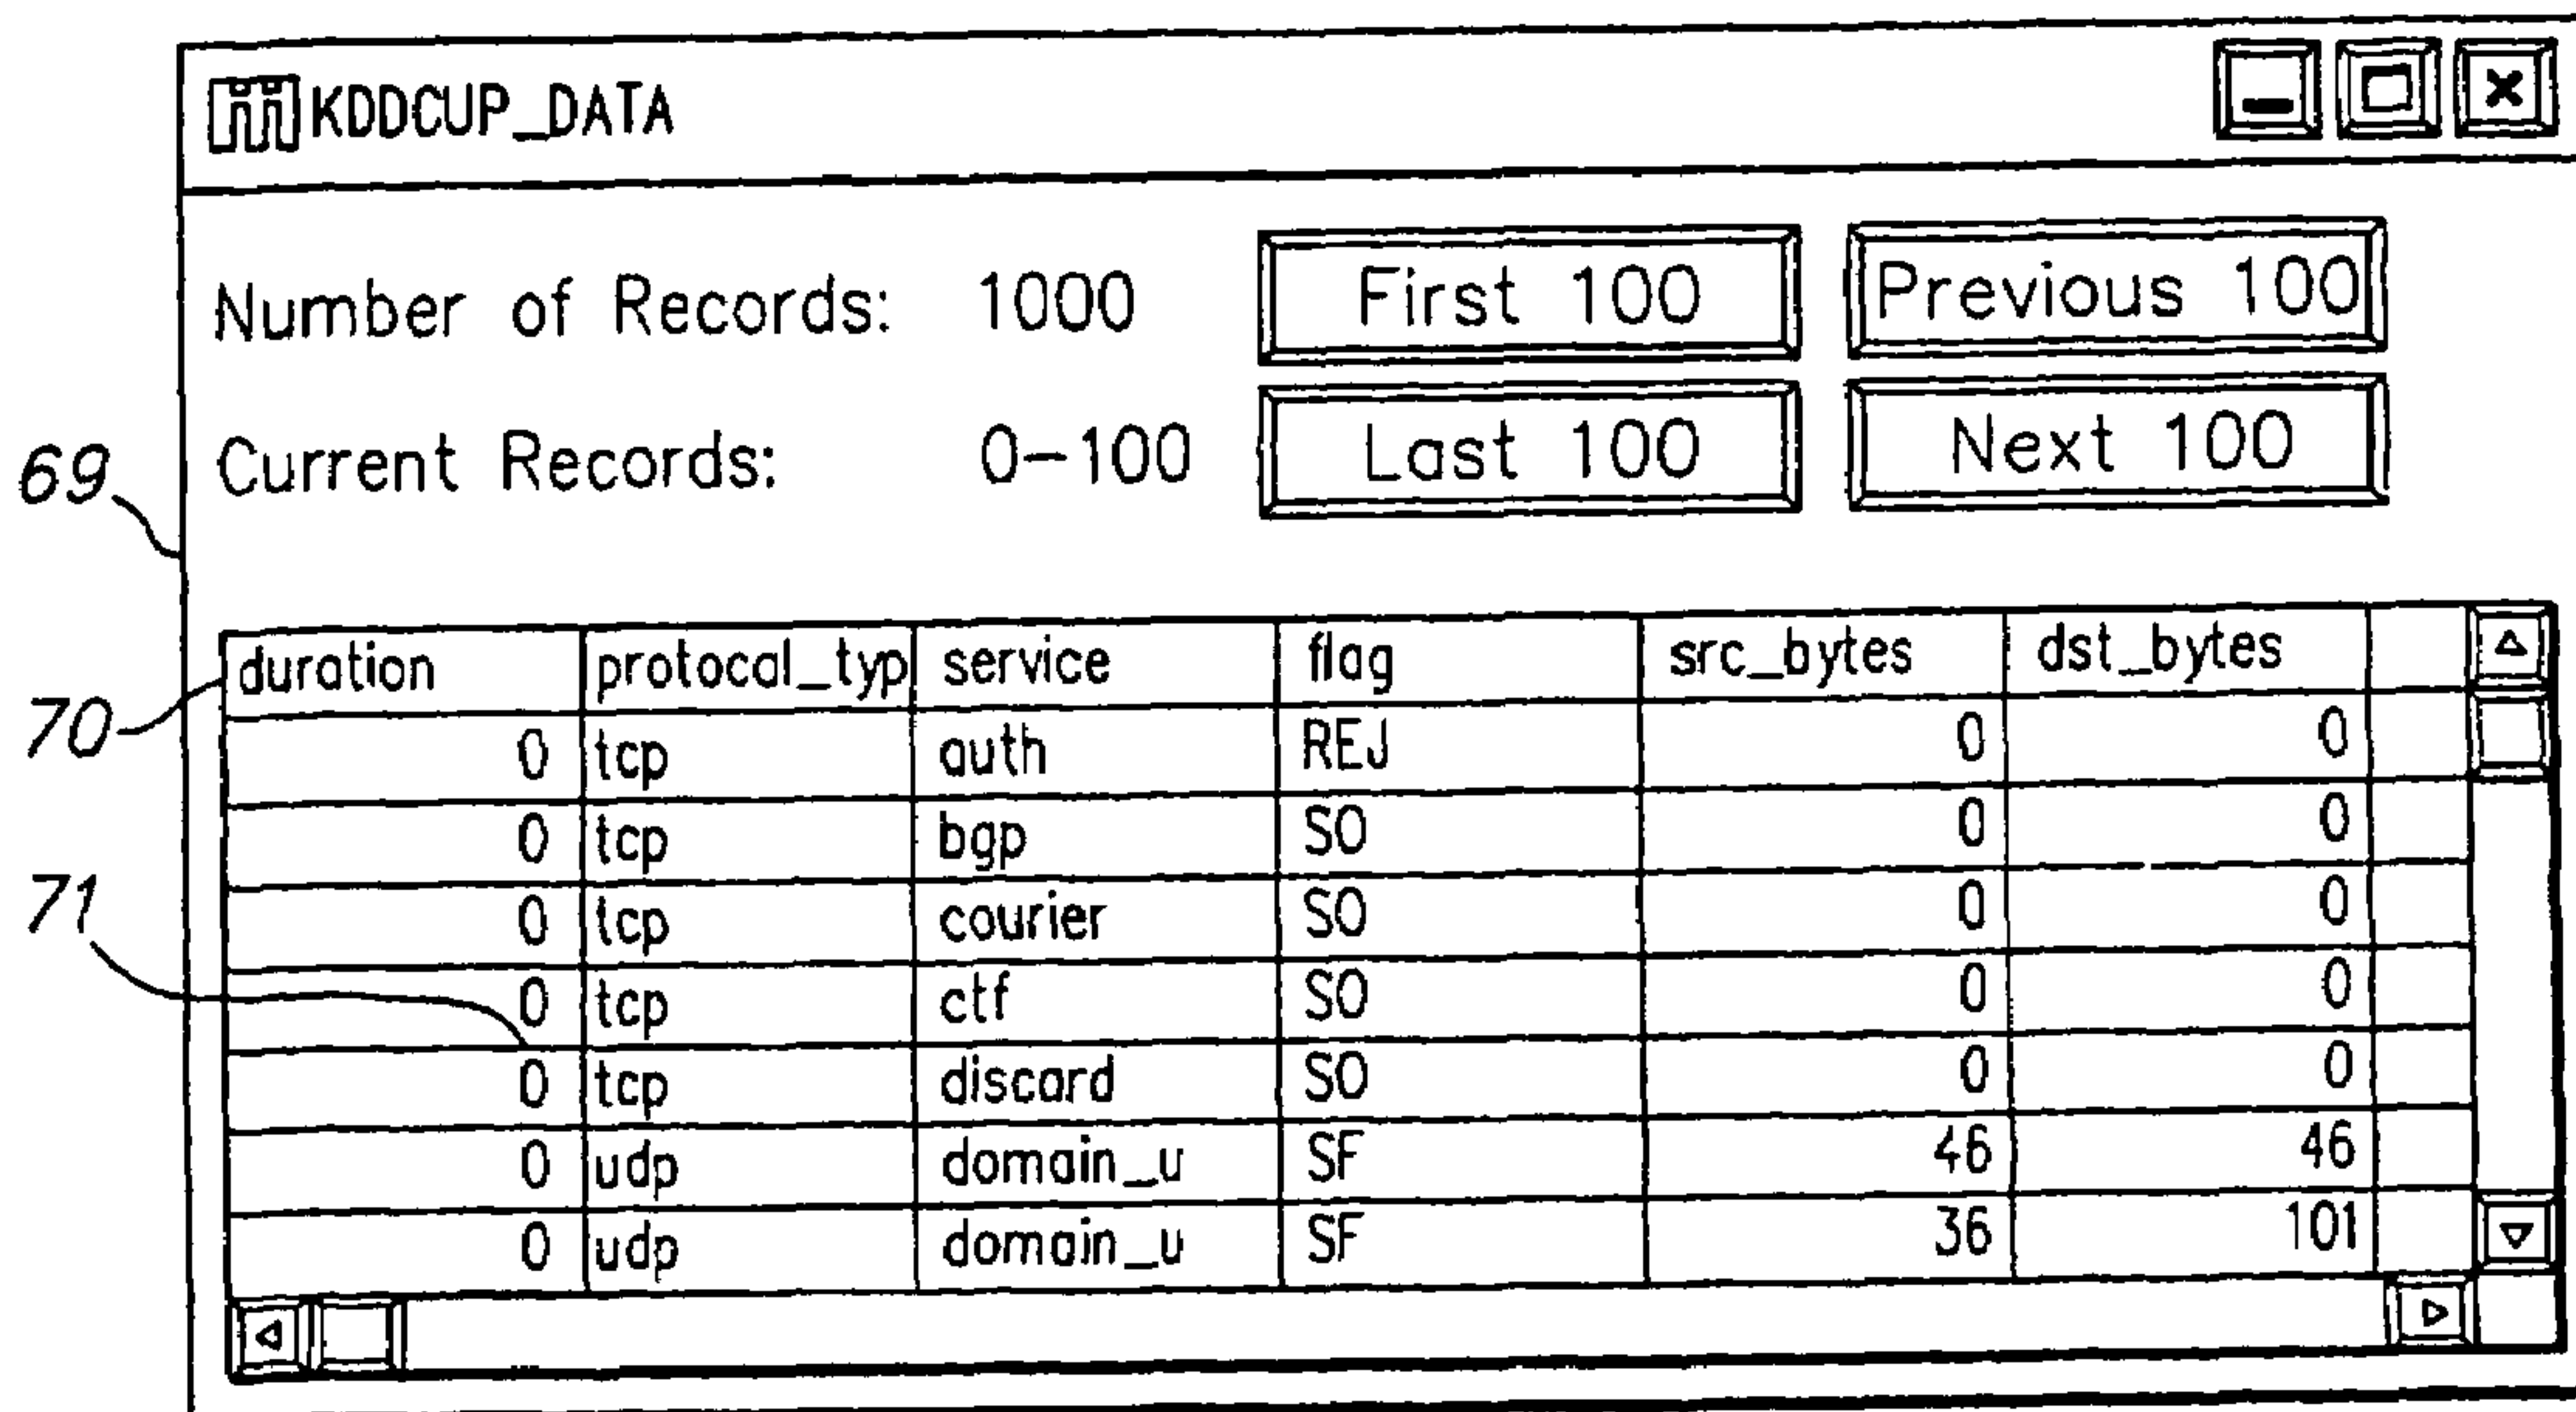 KDDCUP_DATA
Number of Records: 1000 First 100 Previous 100
Current Records: 0-100 Last 100 Next 100
69
duration protocal_typ service flag src_bytes dst_bytes
70
0 tcp auth REJ 0 0
0 tcp bgp SO 0 0
71
0 tcp courier SO 0 0
0 tcp ctf SO 0 0
0 tcp discard SO 0 0
0 udp domain_u SF 46 46
0 udp domain_u SF 36 101